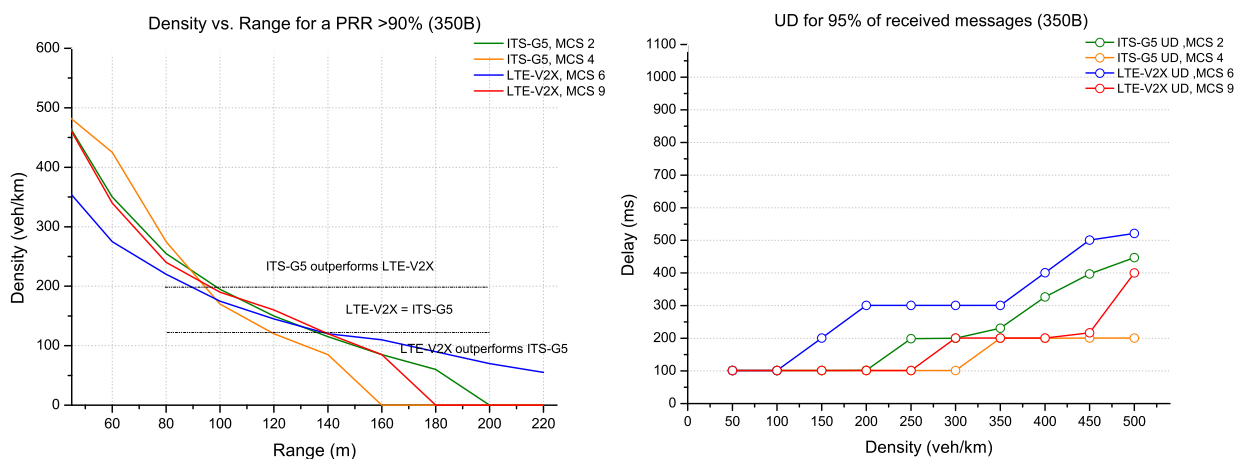 Density vs. Range for a PRR >90% (350B)
ITS-G5, MCS 2
ITS-G5, MCS 4
LTE-V2X, MCS 6
LTE-V2X, MCS 9
600
500
400
300
200
100
0
Density (veh/km)
ITS-G5 outperforms LTE-V2X
LTE-V2X = ITS-G5
LTE-V2X outperforms ITS-G5
60 80 100 120 140 160 180 200 220
Range (m)
UD for 95% of received messages (350B)
ITS-G5 UD ,MCS 2
ITS-G5 UD, MCS 4
LTE-V2X UD ,MCS 6
LTE-V2X UD, MCS 9
1100
1000
900
800
700
600
500
400
300
200
100
0
Delay (ms)
0 50 100 150 200 250 300 350 400 450 500
Density (veh/km)